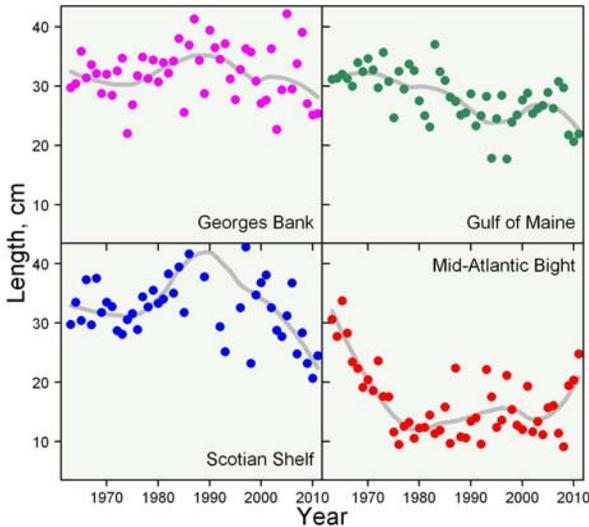 40
30
20
10
Georges Bank
Gulf of Maine
Length, cm
40
30
20
10
Scotian Shelf
Mid-Atlantic Bight
1970 1980 1990 2000 2010
1970 1980 1990 2000 2010
Year